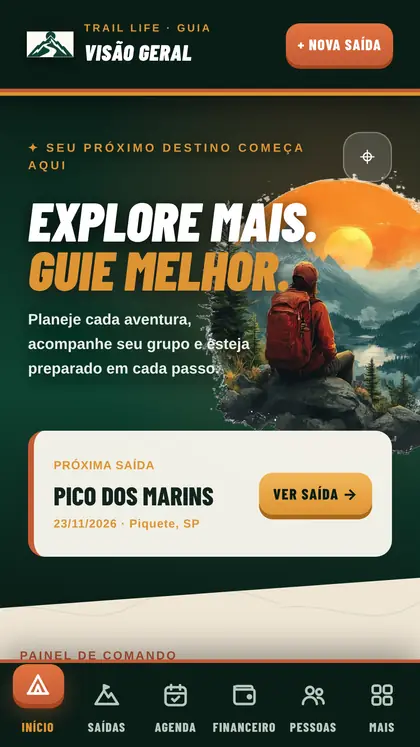 TRAIL LIFE · GUIA
VISÃO GERAL
+ NOVA SAÍDA
✦ SEU PRÓXIMO DESTINO COMEÇA
AQUI
EXPLORE MAIS.
GUIE MELHOR.
Planeje cada aventura,
acompanhe seu grupo e esteja
preparado em cada passo.
PRÓXIMA SAÍDA
PICO DOS MARINS
23/11/2026 · Piquete, SP
VER SAÍDA →
PAINEL DE COMANDO
INÍCIO
SAÍDAS
AGENDA
FINANCEIRO
PESSOAS
MAIS